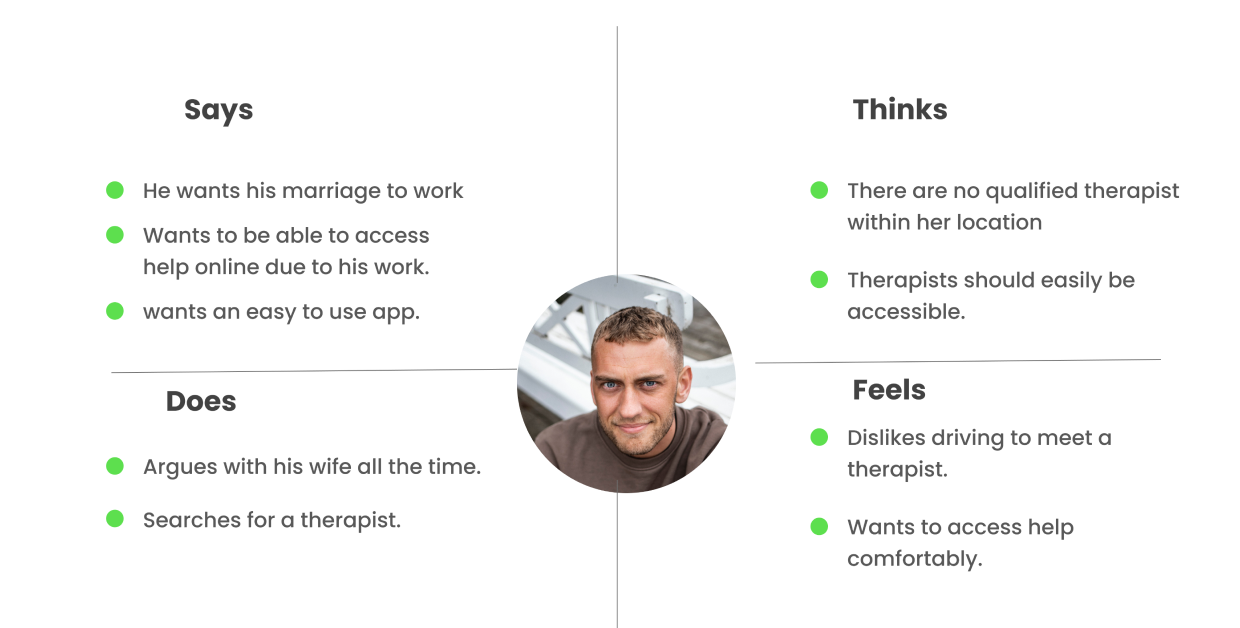 Says
He wants his marriage to work
Wants to be able to access
help online due to his work.
wants an easy to use app.
Thinks
There are no qualified therapist
within her location
Therapists should easily be
accessible.
Does
Argues with his wife all the time.
Searches for a therapist.
Feels
Dislikes driving to meet a
therapist.
Wants to access help
comfortably.